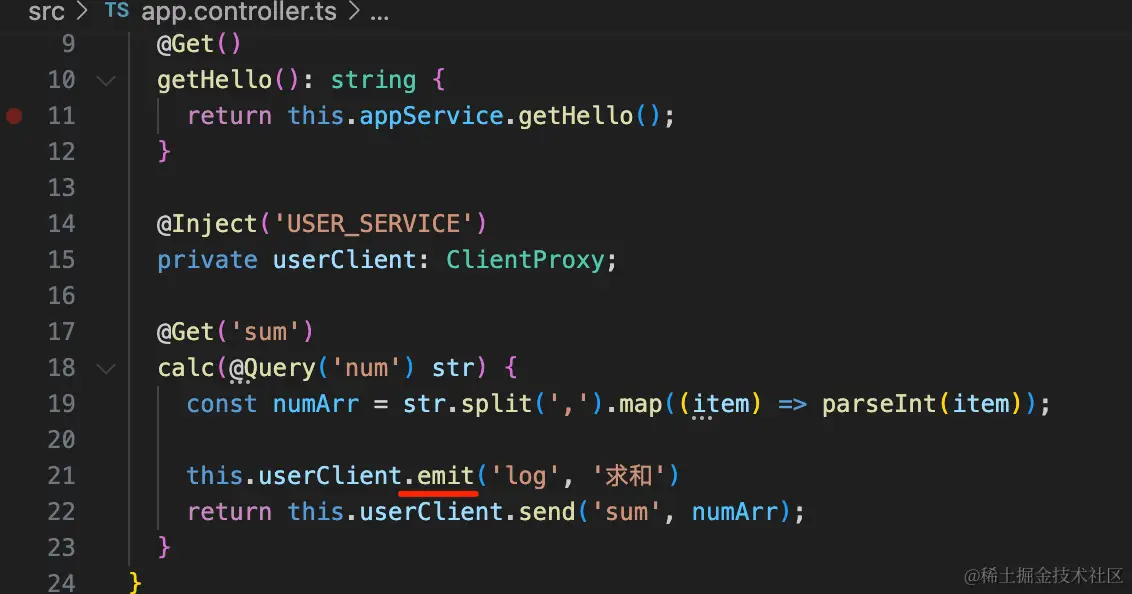 src > TS app.controller.ts > ...
9 @Get()
10 getHello(): string {
11 return this.appService.getHello();
12 }
13
14 @Inject('USER_SERVICE')
15 private userClient: ClientProxy;
16
17 @Get('sum')
18 calc(@Query('num') str) {
19 const numArr = str.split(',').map((item) => parseInt(item));
20
21 this.userClient.emit('log', '求和')
22 return this.userClient.send('sum', numArr);
23 }
24 }
@稀土掘金技术社区